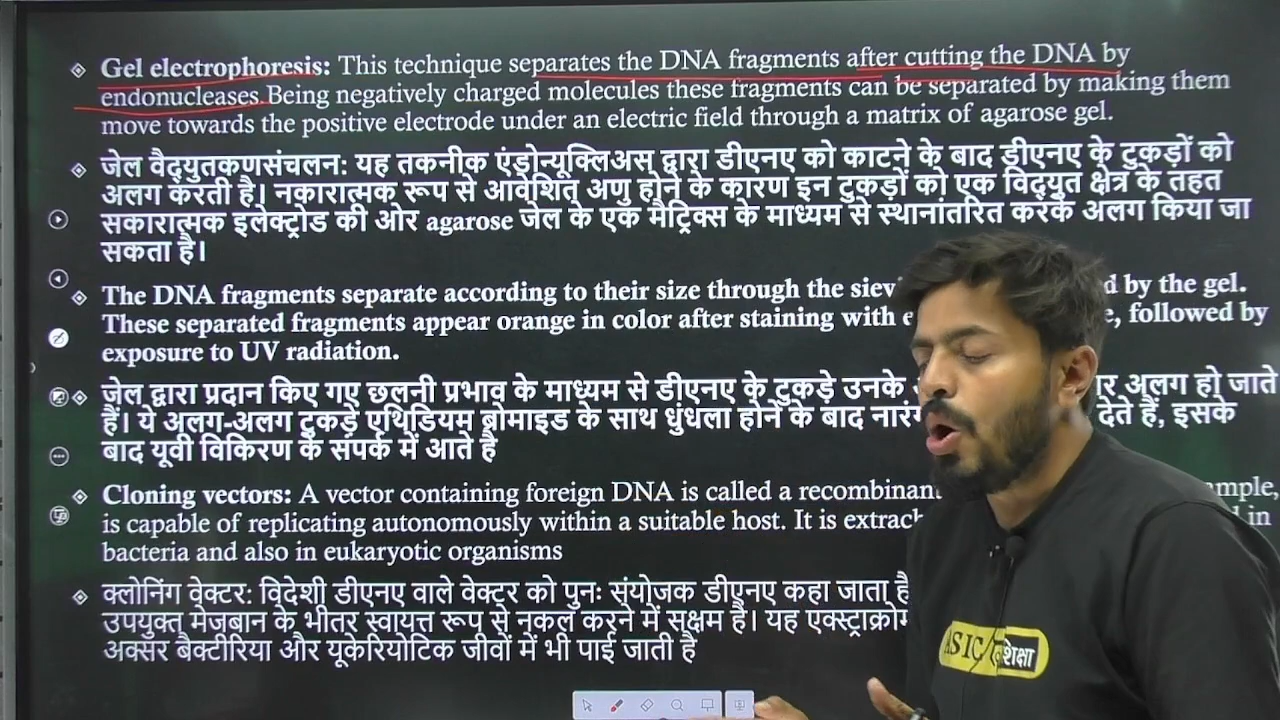 Gel electrophoresis: This technique separates the DNA fragments after cutting the DNA by
endonucleases.Being negatively charged molecules these fragments can be separated by making them
move towards the positive electrode under an electric field through a matrix of agarose gel.
जेल वैद्युतकणसंचलन: यह तकनीक एंडोन्यूक्लिअस द्वारा डीएनए को काटने के बाद डीएनए के टुकड़ों को
अलग करती है। नकारात्मक रूप से आवेशित अणु होने के कारण इन टुकड़ों को एक विद्युत क्षेत्र के तहत
सकारात्मक इलेक्ट्रोड की ओर agarose जेल के एक मैट्रिक्स के माध्यम से स्थानांतरित करके अलग किया जा
सकता है।
The DNA fragments separate according to their size through the by the gel.
These separated fragments appear orange in color after staining with followed by
exposure to UV radiation.
जेल द्वारा प्रदान किए गए छलनी प्रभाव के माध्यम से डीएनए के टुकड़े उनके अलग हो जाते
हैं। ये अलग-अलग टुकड़े एथिडियम ब्रोमाइड के साथ धुंधला होने के बाद देते हैं, इसके
बाद यूवी विकिरण के संपर्क में आते है
Cloning vectors: A vector containing foreign DNA is called a recombinant
is capable of replicating autonomously within a suitable host. It is in
bacteria and also in eukaryotic organisms
क्लोनिंग वेक्टर: विदेशी डीएनए वाले वेक्टर को पुनः संयोजक डीएनए कहा जाता है
उपयुक्त मेजबान के भीतर स्वायत्त रूप से नकल करने में सक्षम है। यह
अक्सर बैक्टीरिया और यूकेरियोटिक जीवों में भी पाई जाती है
शिक्षा